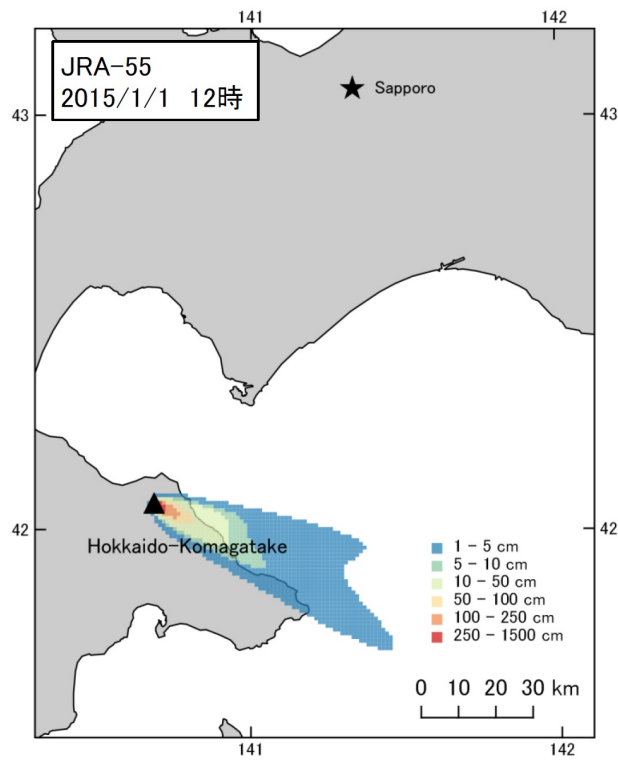 141
142
JRA-55
2015/1/1 12時
Sapporo
43
43
42
42
Hokkaido-Komagatake
1 - 5 cm
5 - 10 cm
10 - 50 cm
50 - 100 cm
100 - 250 cm
250 - 1500 cm
0 10 20 30 km
141
142